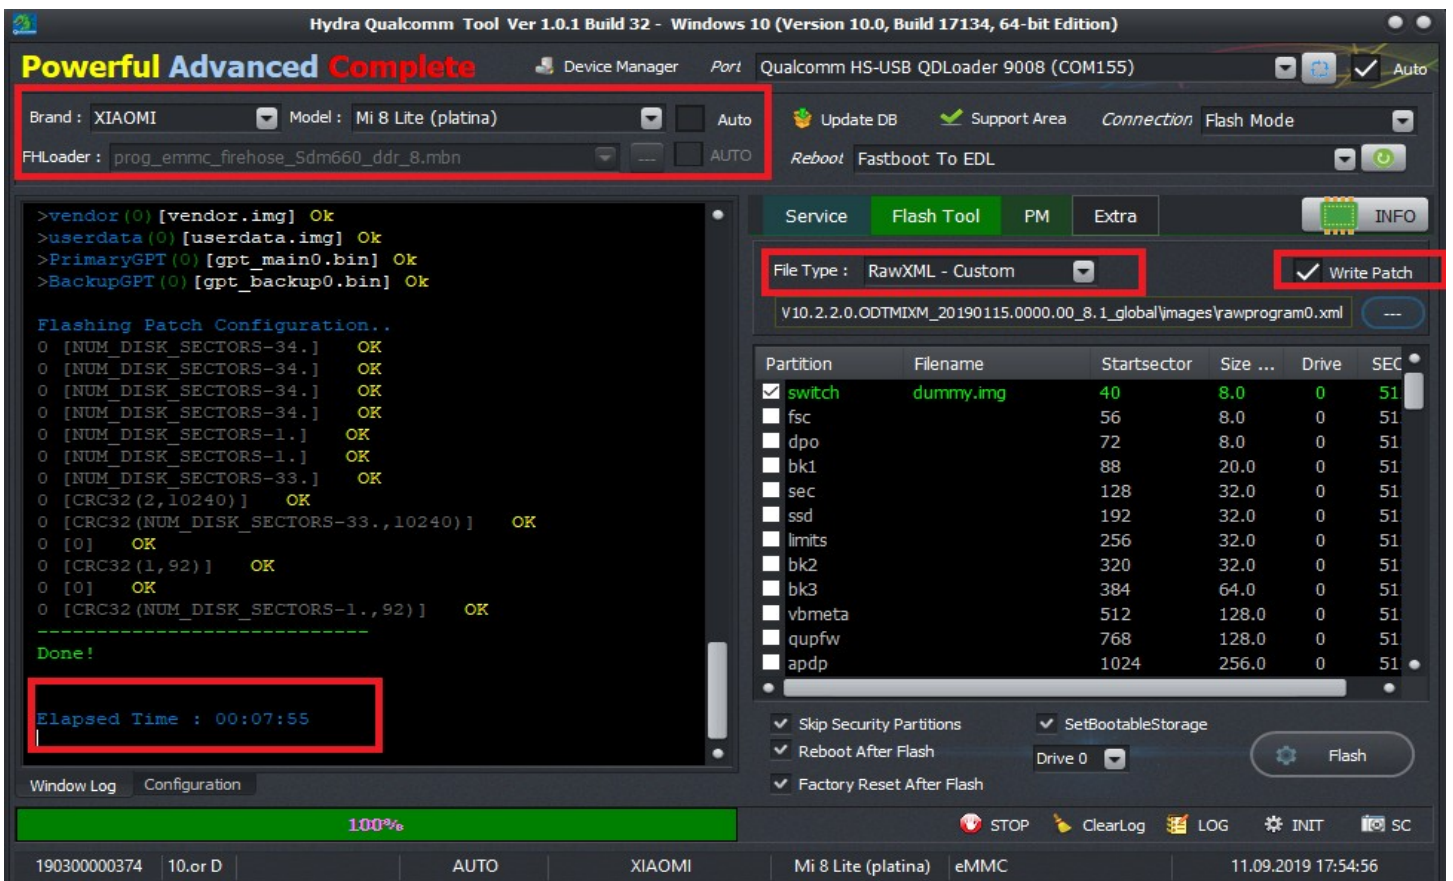 Hydra Qualcomm Tool Ver 1.0.1 Build 32 - Windows 10 (Version 10.0, Build 17134, 64-bit Edition)
Powerful Advanced Complete
Device Manager
Port Qualcomm HS-USB QDLoader 9008 (COM155)
Auto
Brand : XIAOMI Model : Mi 8 Lite (platina) Auto
Update DB Support Area Connection Flash Mode
FHLoader : prog_emmc_firehose_Sdm660_ddr_8.mbn --- AUTO
Reboot Fastboot To EDL
>vendor(0)[vendor.img] Ok
>userdata(0)[userdata.img] Ok
>PrimaryGPT(0)[gpt_main0.bin] Ok
>BackupGPT(0)[gpt_backup0.bin] Ok
Flashing Patch Configuration..
0 [NUM_DISK_SECTORS-34.] OK
0 [NUM_DISK_SECTORS-34.] OK
0 [NUM_DISK_SECTORS-34.] OK
0 [NUM_DISK_SECTORS-34.] OK
0 [NUM_DISK_SECTORS-1.] OK
0 [NUM_DISK_SECTORS-1.] OK
0 [NUM_DISK_SECTORS-33.] OK
0 [CRC32(2,10240)] OK
0 [CRC32(NUM_DISK_SECTORS-33.,10240)] OK
0 [0] OK
0 [CRC32(1,92)] OK
0 [0] OK
0 [CRC32(NUM_DISK_SECTORS-1.,92)] OK
----------------------------
Done!
Elapsed Time : 00:07:55
Window Log Configuration
Service Flash Tool PM Extra INFO
File Type : RawXML - Custom Write Patch
V10.2.2.0.ODTMIXM_20190115.0000.00_8.1_global\images\rawprogram0.xml ---
Partition Filename Startsector Size ... Drive SEC
switch dummy.img 40 8.0 0 51
fsc 56 8.0 0 51
dpo 72 8.0 0 51
bk1 88 20.0 0 51
sec 128 32.0 0 51
ssd 192 32.0 0 51
limits 256 32.0 0 51
bk2 320 32.0 0 51
bk3 384 64.0 0 51
vbmeta 512 128.0 0 51
qupfw 768 128.0 0 51
apdp 1024 256.0 0 51
Skip Security Partitions SetBootableStorage
Reboot After Flash Drive 0 Flash
Factory Reset After Flash
100%
STOP ClearLog LOG INIT SC
190300000374 10.or D AUTO XIAOMI Mi 8 Lite (platina) eMMC 11.09.2019 17:54:56